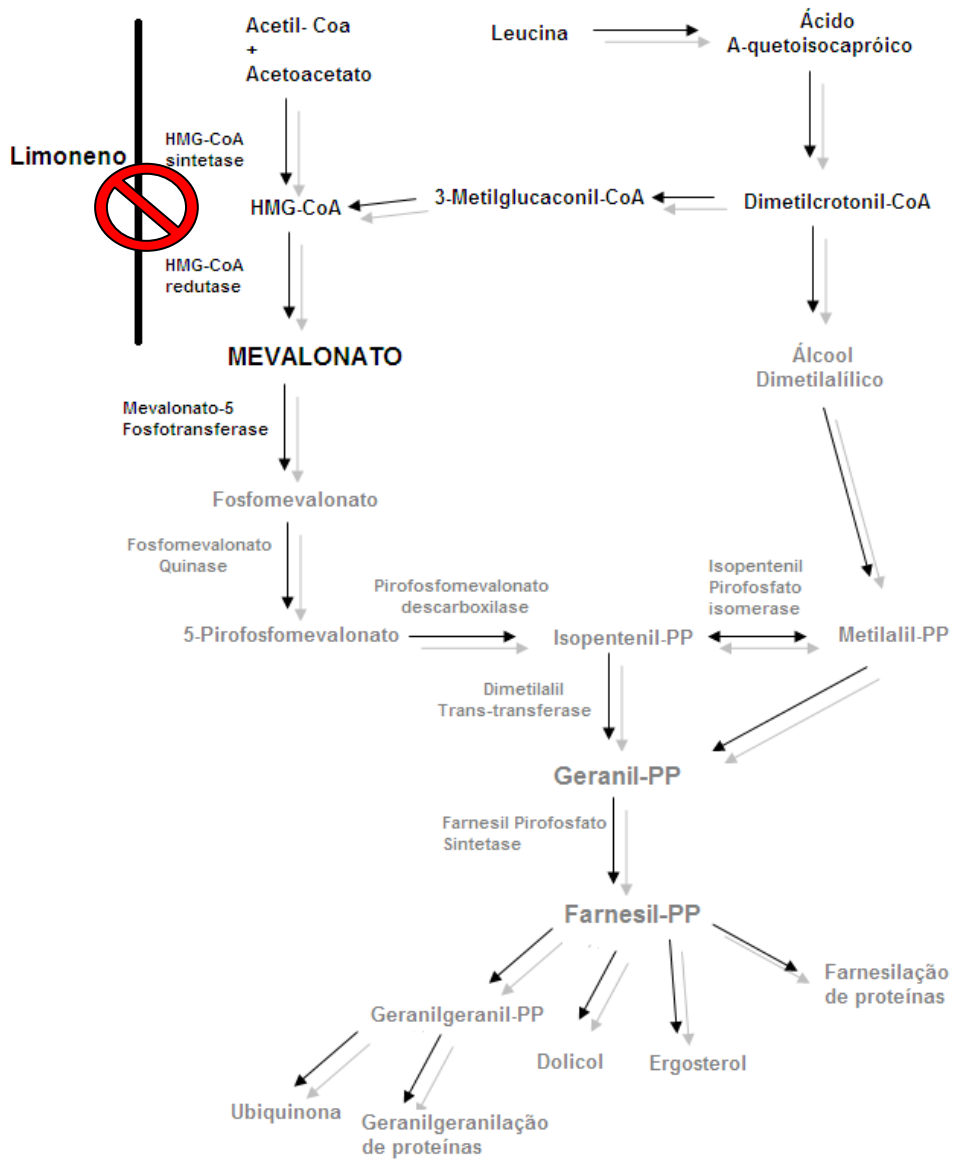 Acetil- Coa
+
Acetoacetato
Leucina
Ácido
A-quetoisocapróico
Limoneno
HMG-CoA
sintetase
HMG-CoA
3-Metilglucaconil-CoA
Dimetilcrotonil-CoA
HMG-CoA
redutase
MEVALONATO
Álcool
Dimetilalílico
Mevalonato-5
Fosfotransferase
Fosfomevalonato
Fosfomevalonato
Quinase
Pirofosfomevalonato
descarboxilase
Isopentenil
Pirofosfato
isomerase
5-Pirofosfomevalonato
Isopentenil-PP
Metilalil-PP
Dimetilalil
Trans-transferase
Geranil-PP
Farnesil Pirofosfato
Sintetase
Farnesil-PP
Farnesilação
de proteínas
Geranilgeranil-PP
Dolicol
Ergosterol
Ubiquinona
Geranilgeranilação
de proteínas